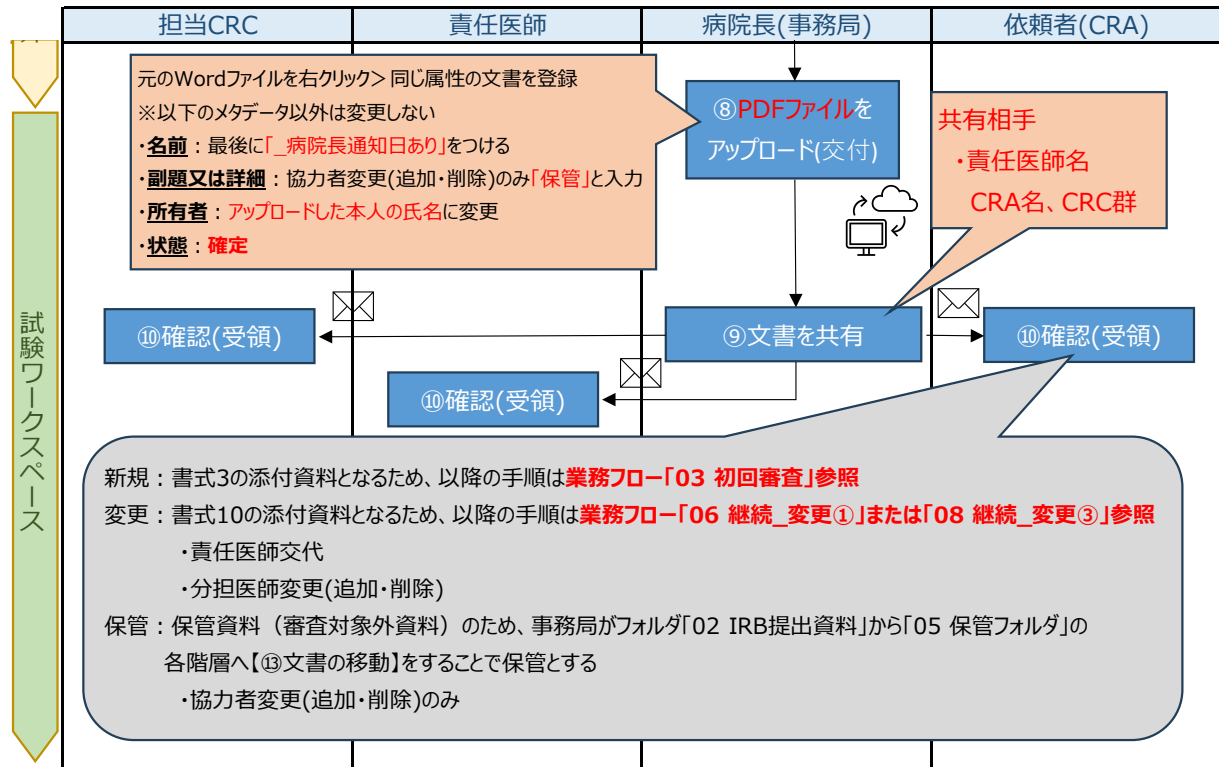 担当CRC
責任医師
病院長(事務局)
依頼者(CRA)
元のWordファイルを右クリック＞同じ属性の文書を登録
※以下のメタデータ以外は変更しない
・名前：最後に「_病院長通知日あり」をつける
・副題又は詳細：協力者変更(追加・削除)のみ「保管」と入力
・所有者：アップロードした本人の氏名に変更
・状態：確定
⑧PDFファイルを
アップロード(交付)
共有相手
・責任医師名
CRA名、CRC群
試験ワークスペース
⑩確認(受領)
⑨文書を共有
⑩確認(受領)
⑩確認(受領)
新規：書式3の添付資料となるため、以降の手順は業務フロー「03 初回審査」参照
変更：書式10の添付資料となるため、以降の手順は業務フロー「06 継続_変更①」または「08 継続_変更③」参照
・責任医師交代
・分担医師変更(追加・削除)
保管：保管資料（審査対象外資料）のため、事務局がフォルダ「02 IRB提出資料」から「05 保管フォルダ」の
各階層へ【⑬文書の移動】をすることで保管とする
・協力者変更(追加・削除)のみ